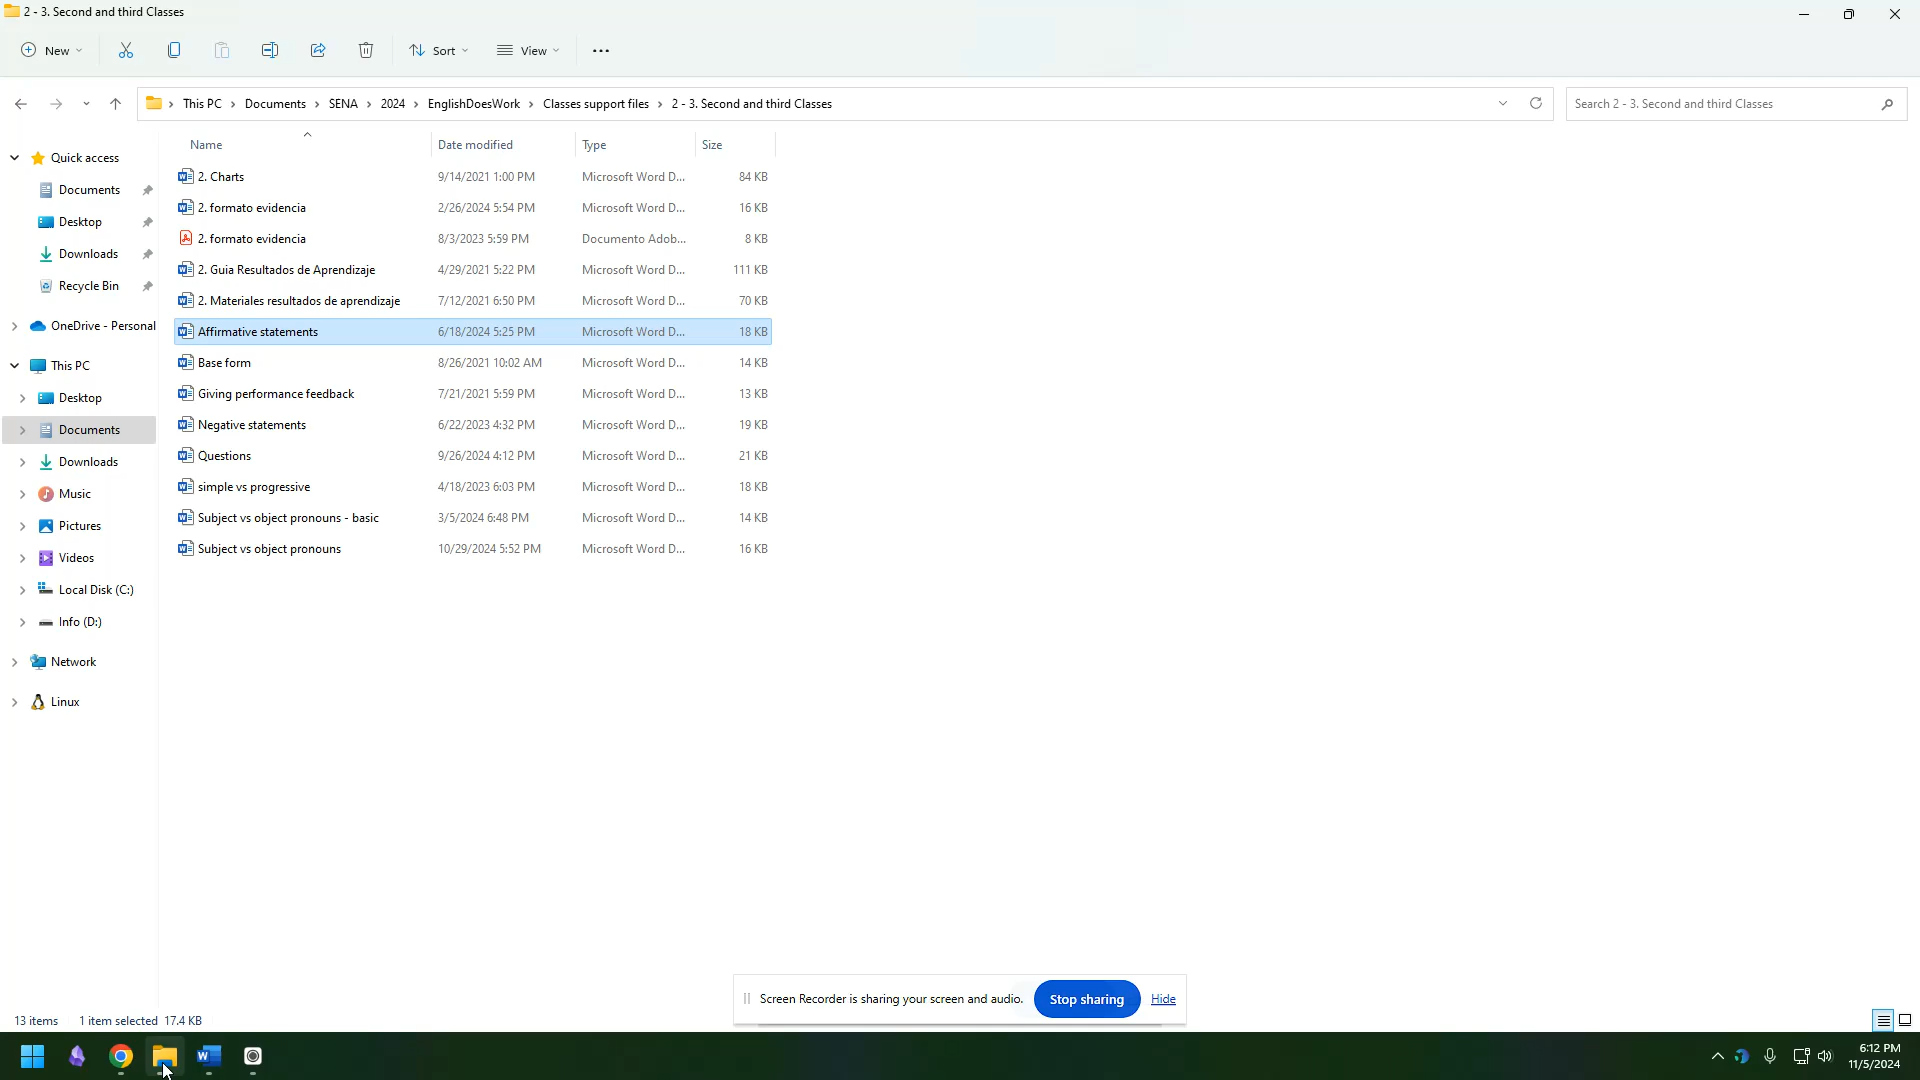 2 - 3. Second and third Classes
New
Sort
View
This PC
Documents
SENA
2024
EnglishDoesWork
Classes support files
2 - 3. Second and third Classes
Search 2 - 3. Second and third Classes
Name Date modified Type Size
2. Charts 9/14/2021 1:00 PM Microsoft Word D... 84 KB
2. formato evidencia 2/26/2024 5:54 PM Microsoft Word D... 16 KB
2. formato evidencia 8/3/2023 5:59 PM Documento Adob... 8 KB
2. Guia Resultados de Aprendizaje 4/29/2021 5:22 PM Microsoft Word D... 111 KB
2. Materiales resultados de aprendizaje 7/12/2021 6:50 PM Microsoft Word D... 70 KB
Affirmative statements 6/18/2024 5:25 PM Microsoft Word D... 18 KB
Base form 8/26/2021 10:02 AM Microsoft Word D... 14 KB
Giving performance feedback 7/21/2021 5:59 PM Microsoft Word D... 13 KB
Negative statements 6/22/2023 4:32 PM Microsoft Word D... 19 KB
Questions 9/26/2024 4:12 PM Microsoft Word D... 21 KB
simple vs progressive 4/18/2023 6:03 PM Microsoft Word D... 18 KB
Subject vs object pronouns - basic 3/5/2024 6:48 PM Microsoft Word D... 14 KB
Subject vs object pronouns 10/29/2024 5:52 PM Microsoft Word D... 16 KB
Quick access
Documents
Desktop
Downloads
Recycle Bin
OneDrive - Personal
This PC
Desktop
Documents
Downloads
Music
Pictures
Videos
Local Disk (C:)
Info (D:)
Network
Linux
Screen Recorder is sharing your screen and audio. Stop sharing Hide
13 items 1 item selected 17.4 KB
6:12 PM
11/5/2024